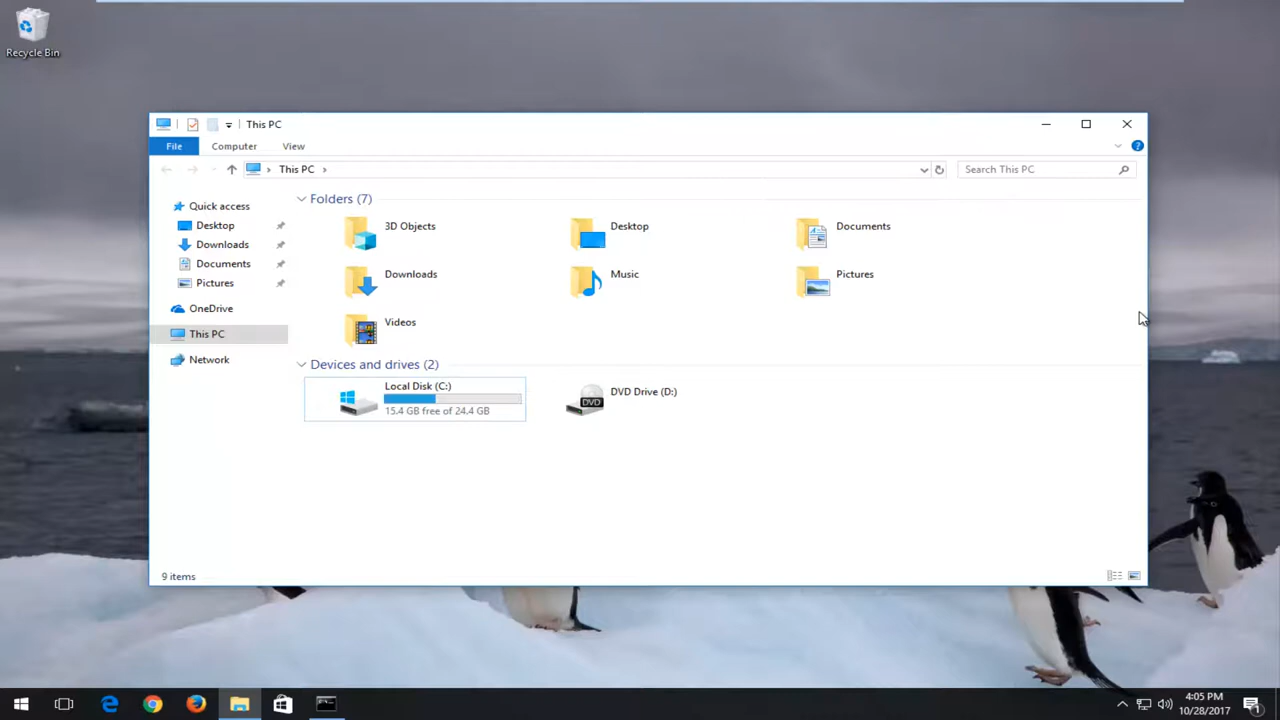 Recycle Bin
This PC
File Computer View
This PC
Search This PC
Quick access
Desktop
Downloads
Documents
Pictures
OneDrive
This PC
Network
Folders (7)
3D Objects
Desktop
Documents
Downloads
Music
Pictures
Videos
Devices and drives (2)
Local Disk (C:)
15.4 GB free of 24.4 GB
DVD
DVD Drive (D:)
9 items
4:05 PM
10/28/2017
1